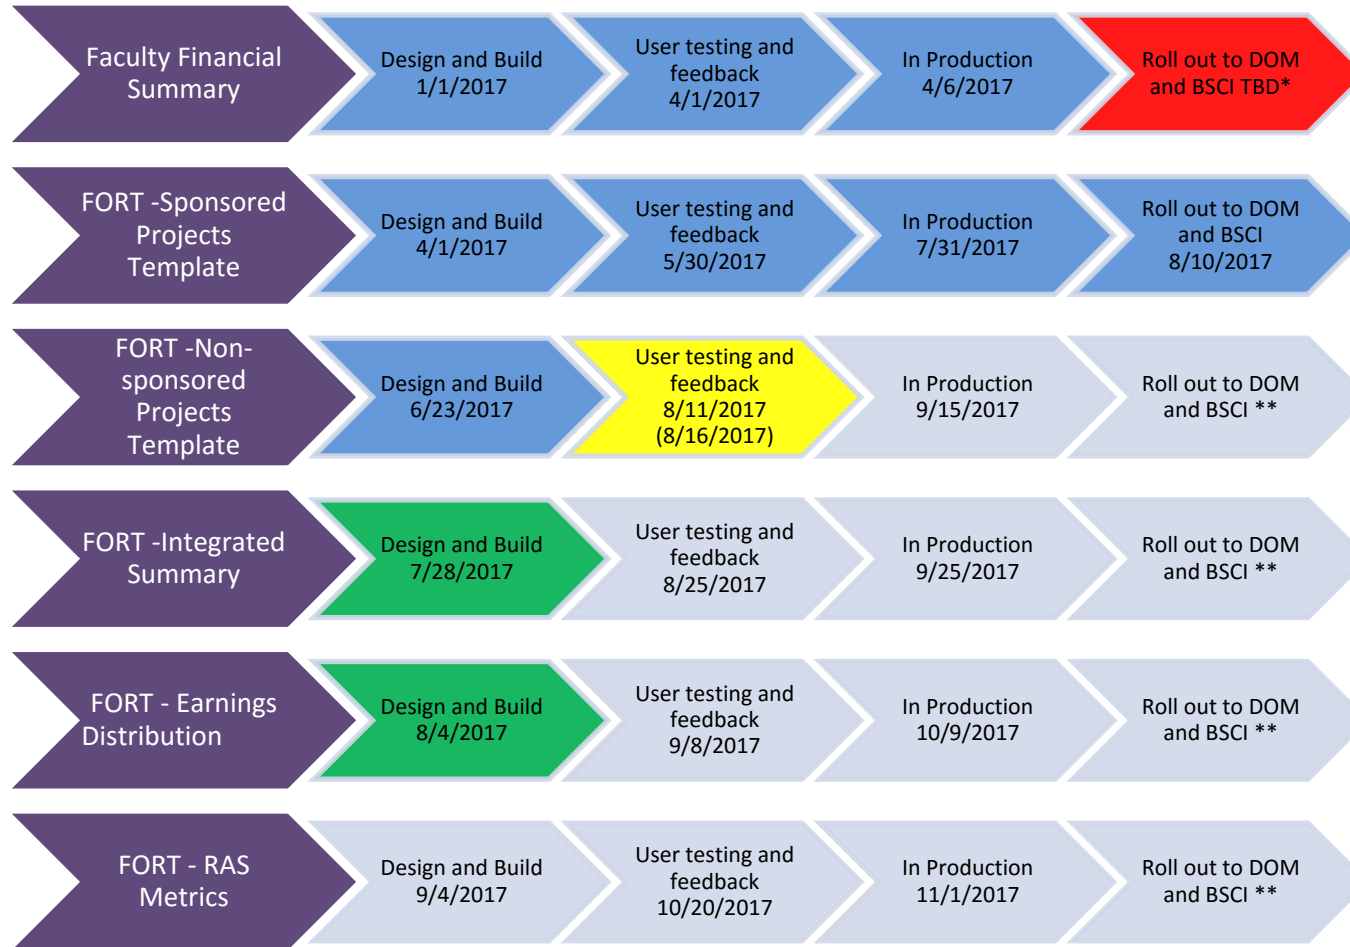 Faculty Financial
Summary
Design and Build
1/1/2017
User testing and
feedback
4/1/2017
In Production
4/6/2017
Roll out to DOM
and BSCI TBD*
FORT -Sponsored
Projects
Template
Design and Build
4/1/2017
User testing and
feedback
5/30/2017
In Production
7/31/2017
Roll out to DOM
and BSCI
8/10/2017
FORT -Non-
sponsored
Projects
Template
Design and Build
6/23/2017
User testing and
feedback
8/11/2017
(8/16/2017)
In Production
9/15/2017
Roll out to DOM
and BSCI **
FORT -Integrated
Summary
Design and Build
7/28/2017
User testing and
feedback
8/25/2017
In Production
9/25/2017
Roll out to DOM
and BSCI **
FORT - Earnings
Distribution
Design and Build
8/4/2017
User testing and
feedback
9/8/2017
In Production
10/9/2017
Roll out to DOM
and BSCI **
FORT - RAS
Metrics
Design and Build
9/4/2017
User testing and
feedback
10/20/2017
In Production
11/1/2017
Roll out to DOM
and BSCI **